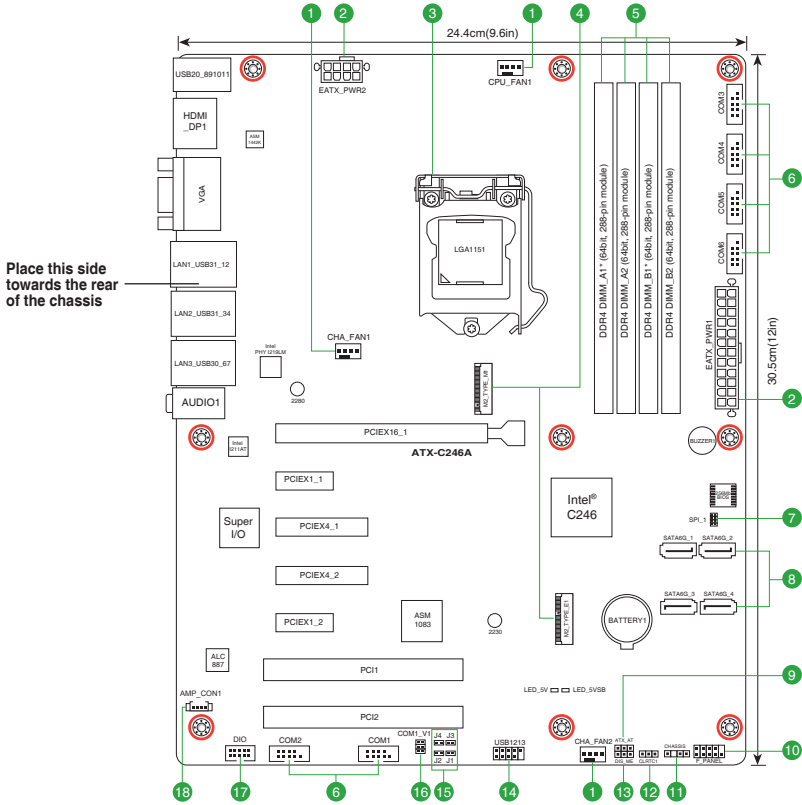 1
2
3
4
5
24.4cm(9.6in)
USB20_891011
EATX_PWR2
CPU_FAN1
1
COM3
HDMI
_DP1
ASM
1442K
COM4
6
VGA
COM5
LGA1151
COM6
DDR4 DIMM_A1* (64bit, 288-pin module)
DDR4 DIMM_A2 (64bit, 288-pin module)
DDR4 DIMM_B1* (64bit, 288-pin module)
DDR4 DIMM_B2 (64bit, 288-pin module)
Place this side
towards the rear
of the chassis
LAN1_USB31_12
LAN2_USB31_34
EATX_PWR1
30.5cm(12in)
CHA_FAN1
1
Intel
PHY I219LM
LAN3_USB30_67
M2_TYPE_M1
2280
AUDIO1
2
PCIEX16_1
ATX-C246A
Intel
I211AT
BUZZER1
PCIEX1_1
Intel®
C246
256Mb
BIOS
SPI_1
7
Super
I/O
PCIEX4_1
SATA6G_1
SATA6G_2
8
PCIEX4_2
SATA6G_3
SATA6G_4
ASM
1083
PCIEX1_2
2230
M2_TYPE_E1
BATTERY1
ALC
887
PCI1
9
AMP_CON1
LED_5V
LED_5VSB
18
PCI2
DIO
COM2
COM1
COM1_V1
J4
J3
J2
J1
USB1213
CHA_FAN2
ATX_AT
DIS_ME
CLRTC1
CHASSIS
F_PANEL
10
17
6
16
15
14
1
13
12
11